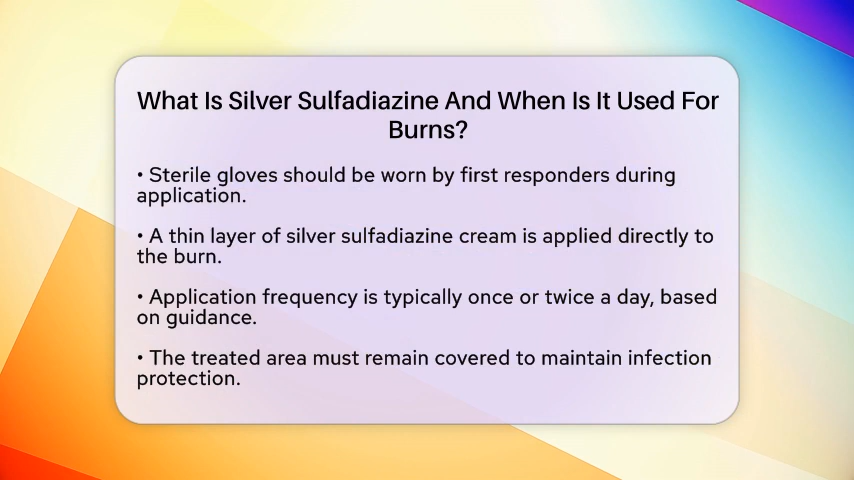 What Is Silver Sulfadiazine And When Is It Used For
Burns?
• Sterile gloves should be worn by first responders during
application.
• A thin layer of silver sulfadiazine cream is applied directly to
the burn.
• Application frequency is typically once or twice a day, based
on guidance.
• The treated area must remain covered to maintain infection
protection.